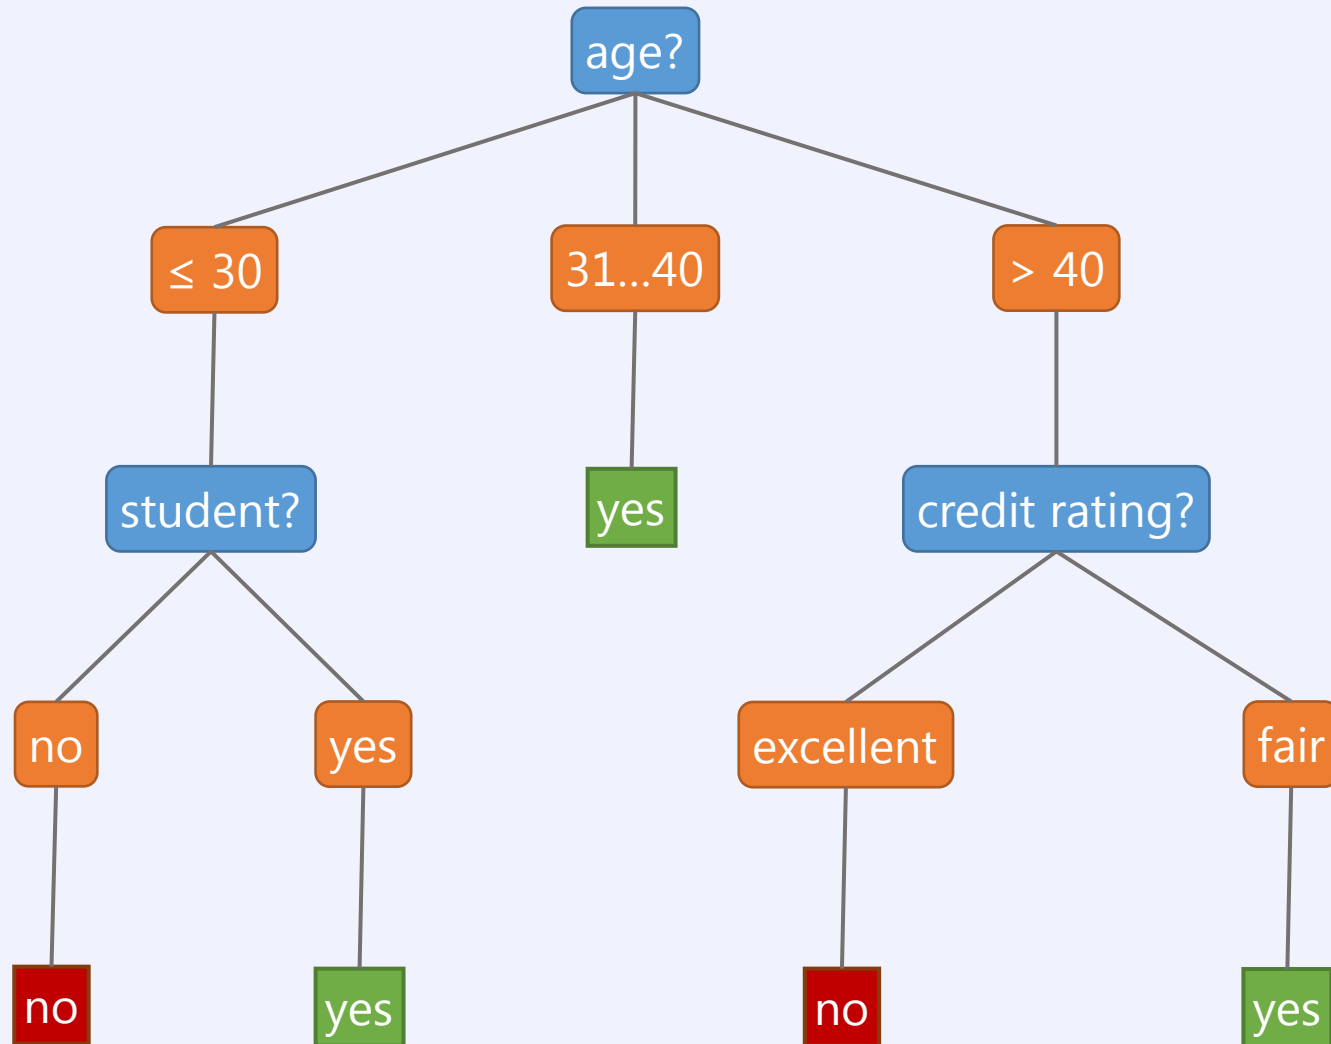 age?
≤ 30
31...40
> 40
student?
yes
credit rating?
no
yes
excellent
fair
no
yes
no
yes